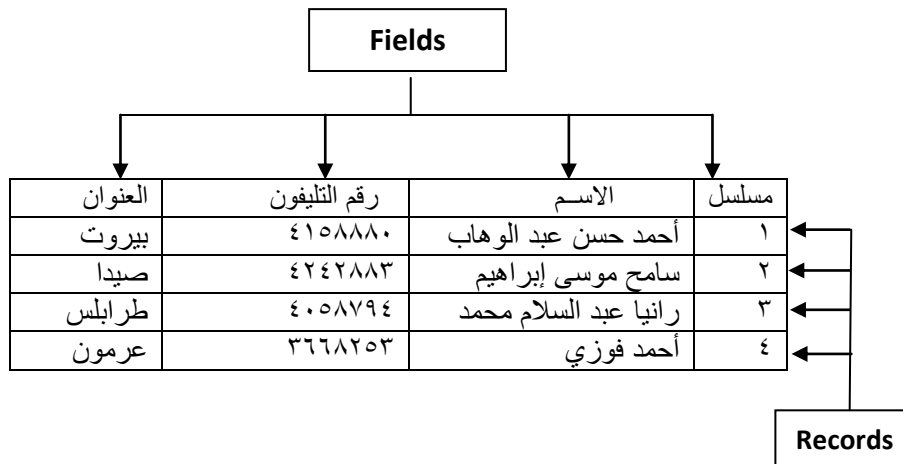 Fields
مسلسل الاســم رقم التليفون العنوان
١ أحمد حسن عبد الوهاب ٤١٥٨٨٨٠ بيروت
٢ سامح موسى إبراهيم ٤٢٤٢٨٨٣ صيدا
٣ رانيا عبد السلام محمد ٤٠٥٨٧٩٤ طرابلس
٤ أحمد فوزي ٣٦٦٨٢٥٣ عرمون
Records